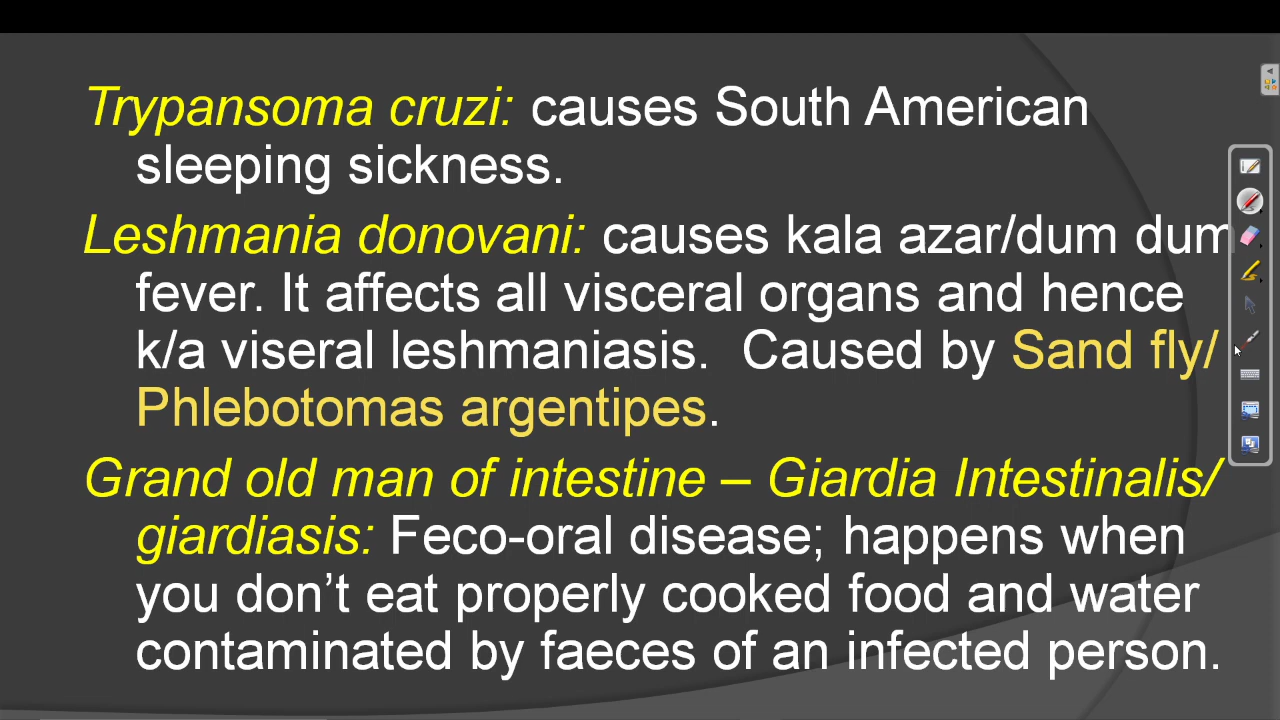 Trypansoma cruzi: causes South American
sleeping sickness.
Leshmania donovani: causes kala azar/dum dum
fever. It affects all visceral organs and hence
k/a viseral leshmaniasis. Caused by Sand fly/
Phlebotomas argentipes.
Grand old man of intestine – Giardia Intestinalis/
giardiasis: Feco-oral disease; happens when
you don’t eat properly cooked food and water
contaminated by faeces of an infected person.